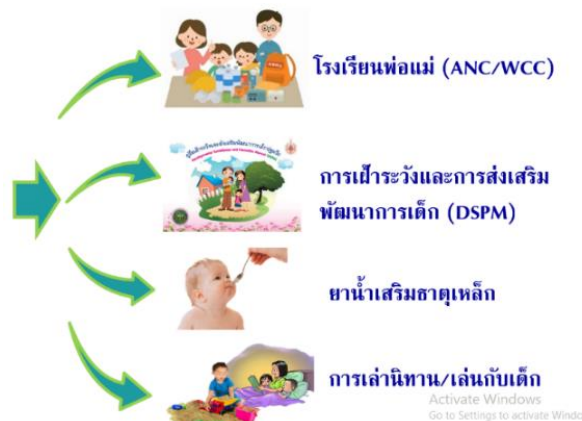 โรงเรียนพ่อแม่ (ANC/WCC)
การเฝ้าระวังและการส่งเสริม
พัฒนาการเด็ก (DSPM)
ยาน้ำเสริมธาตุเหล็ก
การเล่านิทาน/เล่นกับเด็ก
Activate Windows
Go to Settings to activate Windo